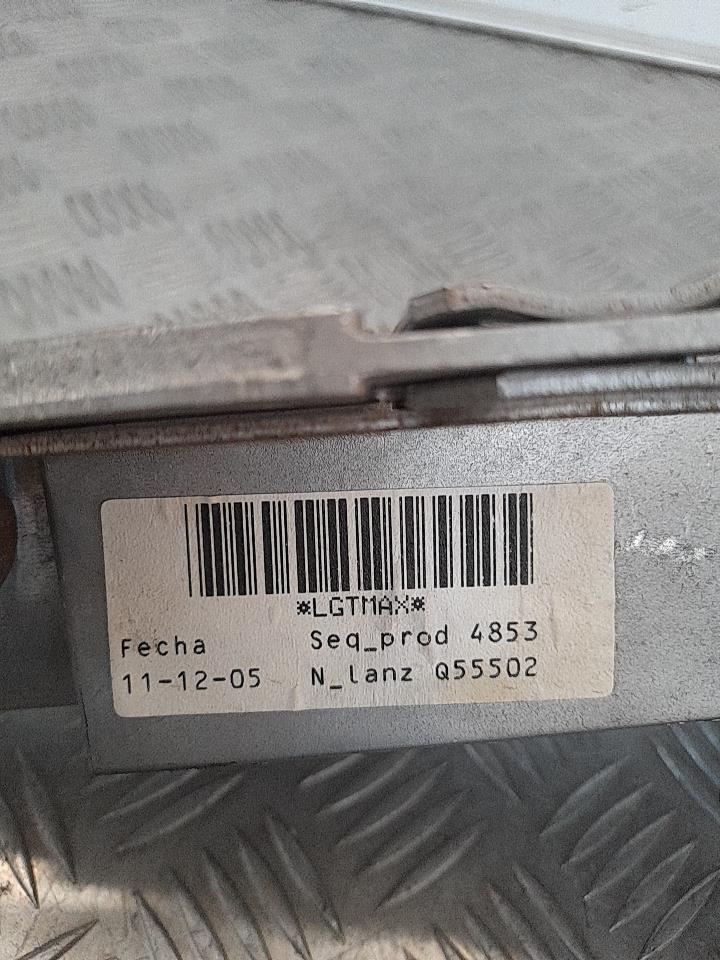 *LGTMAX*
Fecha Seq_prod 4853
11-12-05 N_lanz Q55502